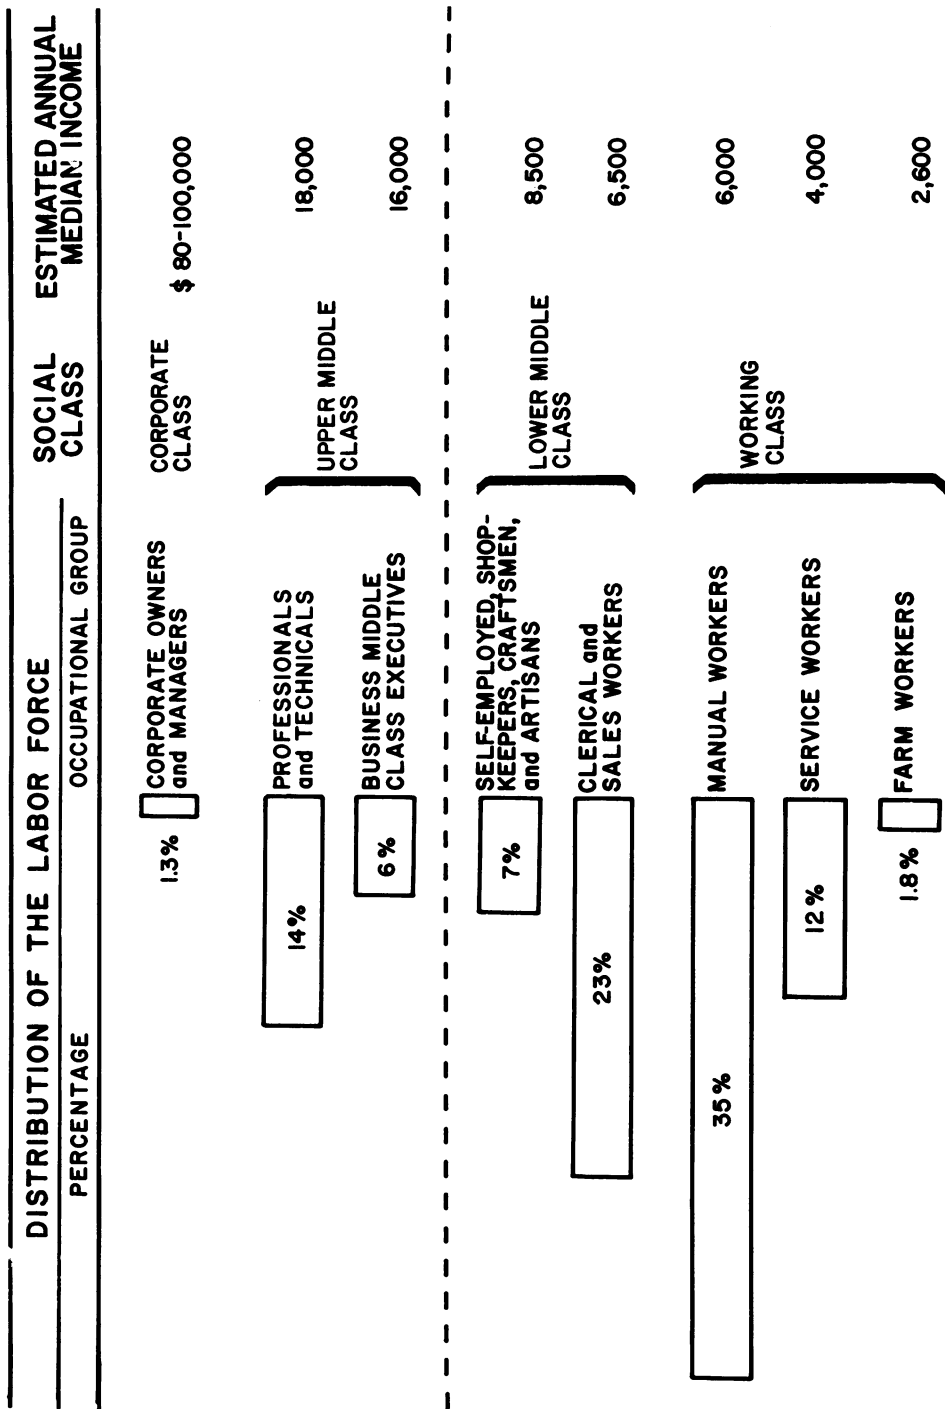 DISTRIBUTION OF THE LABOR FORCE
PERCENTAGE
OCCUPATIONAL GROUP
SOCIAL
CLASS
ESTIMATED ANNUAL
MEDIAN INCOME
1.3%
CORPORATE OWNERS
and MANAGERS
CORPORATE
CLASS
$ 80-100,000
14%
PROFESSIONALS
and TECHNICALS
18,000
UPPER MIDDLE
CLASS
6%
BUSINESS MIDDLE
CLASS EXECUTIVES
16,000
7%
SELF-EMPLOYED, SHOP-
KEEPERS, CRAFTSMEN,
and ARTISANS
8,500
LOWER MIDDLE
CLASS
23%
CLERICAL and
SALES WORKERS
6,500
35%
MANUAL WORKERS
WORKING
CLASS
6,000
12%
SERVICE WORKERS
4,000
1.8%
FARM WORKERS
2,600